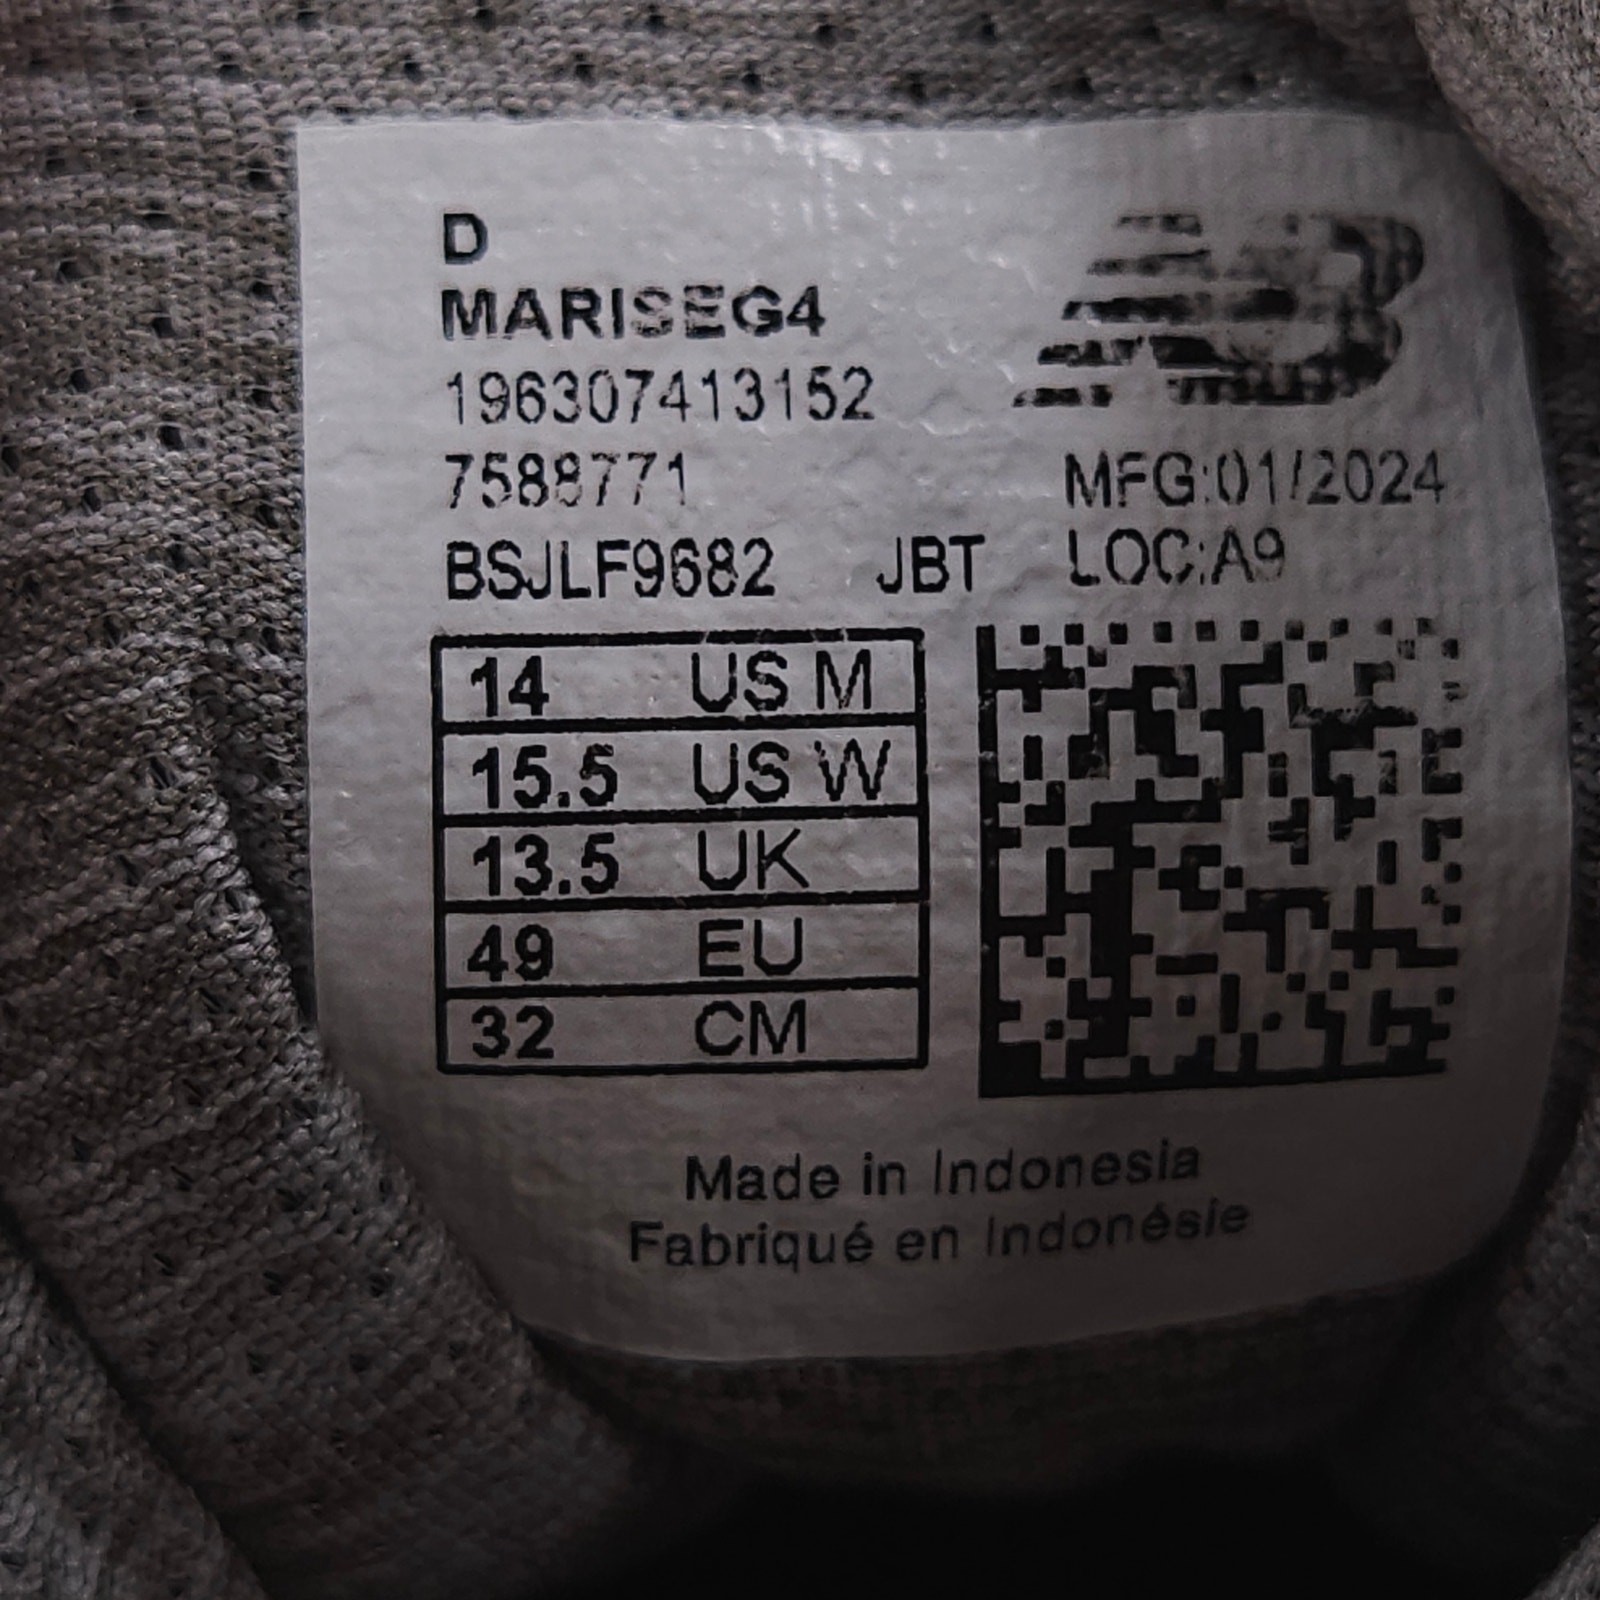 D
MARISEG4
196307413152
7588771
MFG:01/2024
BSJLF9682 JBT LOC:A9
14 US M
15.5 US W
13.5 UK
49 EU
32 CM
Made in Indonesia
Fabriqué en Indonésie